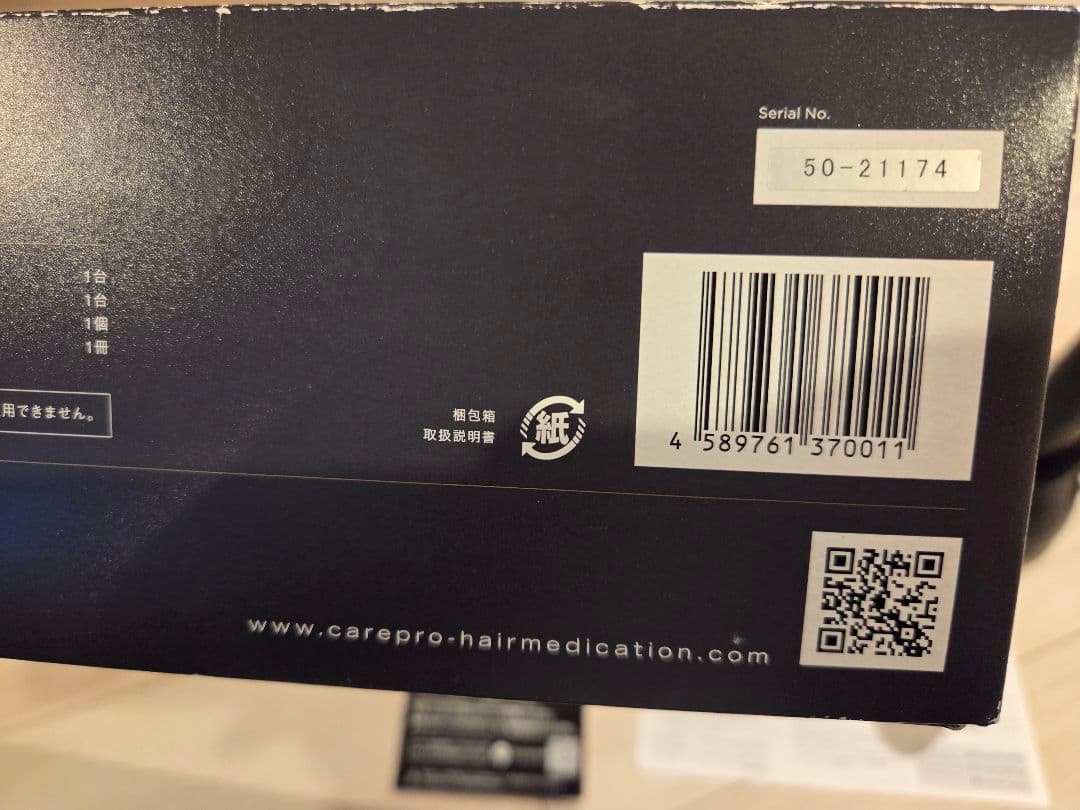 Serial No.
50-21174
1台
1台
1個
1冊
用できません。
梱包箱
取扱説明書
紙
4 589761 370011
www.carepro-hairmedication.com